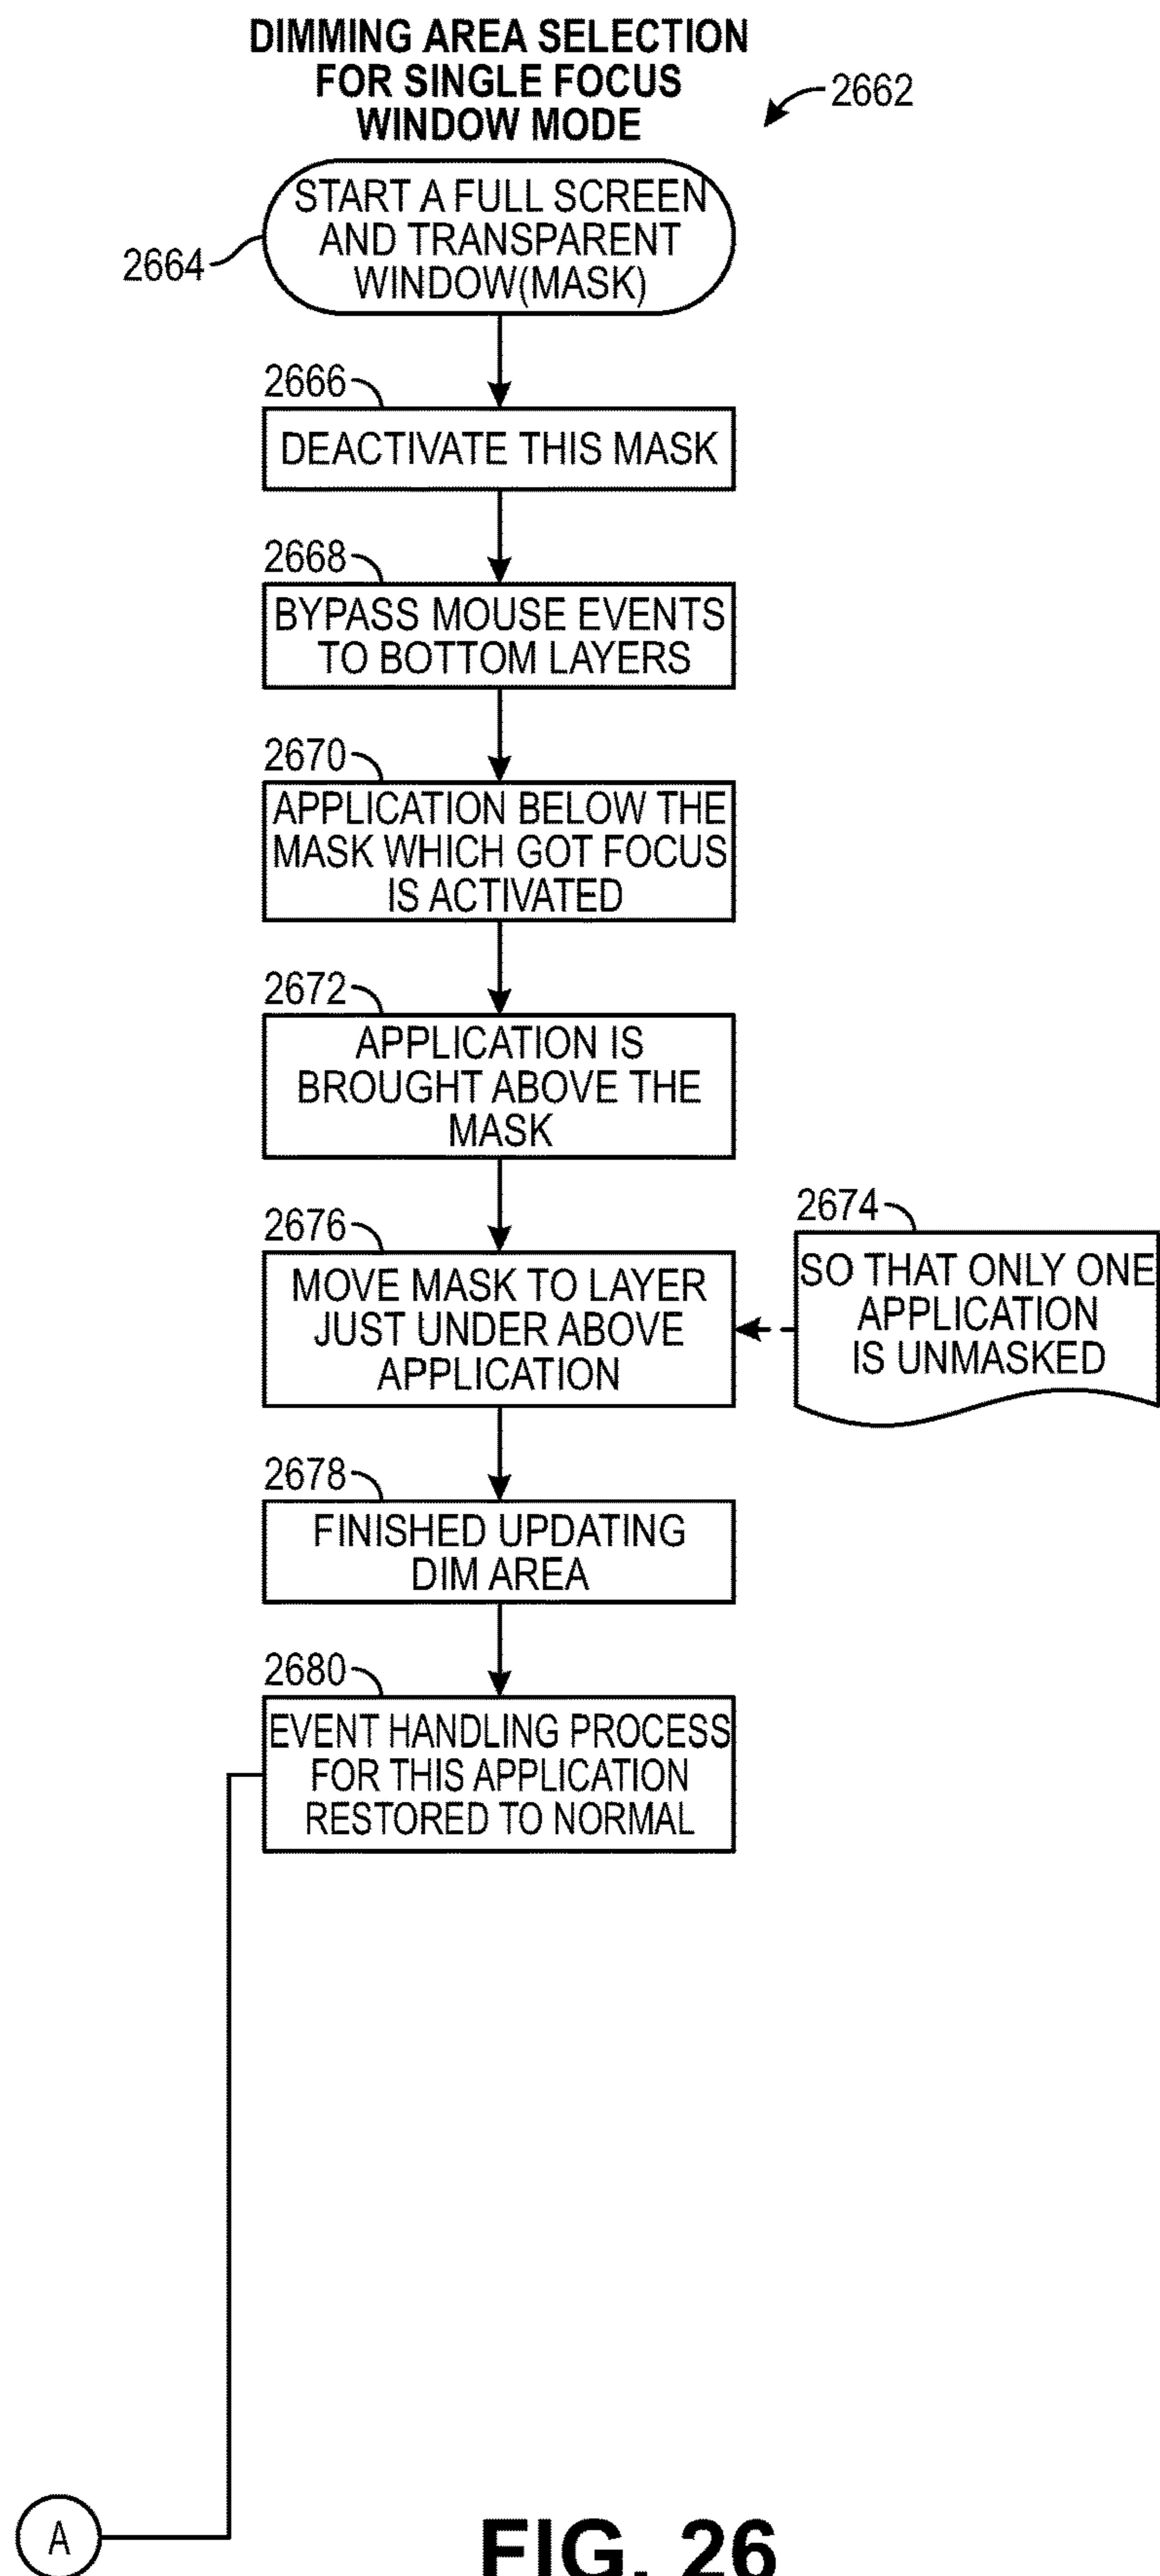 DIMMING AREA SELECTION
FOR SINGLE FOCUS
WINDOW MODE
2662
START A FULL SCREEN
AND TRANSPARENT
WINDOW(MASK)
2664
2666
DEACTIVATE THIS MASK
2668
BYPASS MOUSE EVENTS
TO BOTTOM LAYERS
2670
APPLICATION BELOW THE
MASK WHICH GOT FOCUS
IS ACTIVATED
2672
APPLICATION IS
BROUGHT ABOVE THE
MASK
2676
MOVE MASK TO LAYER
JUST UNDER ABOVE
APPLICATION
2674
SO THAT ONLY ONE
APPLICATION
IS UNMASKED
2678
FINISHED UPDATING
DIM AREA
2680
EVENT HANDLING PROCESS
FOR THIS APPLICATION
RESTORED TO NORMAL
A
FIG. 26